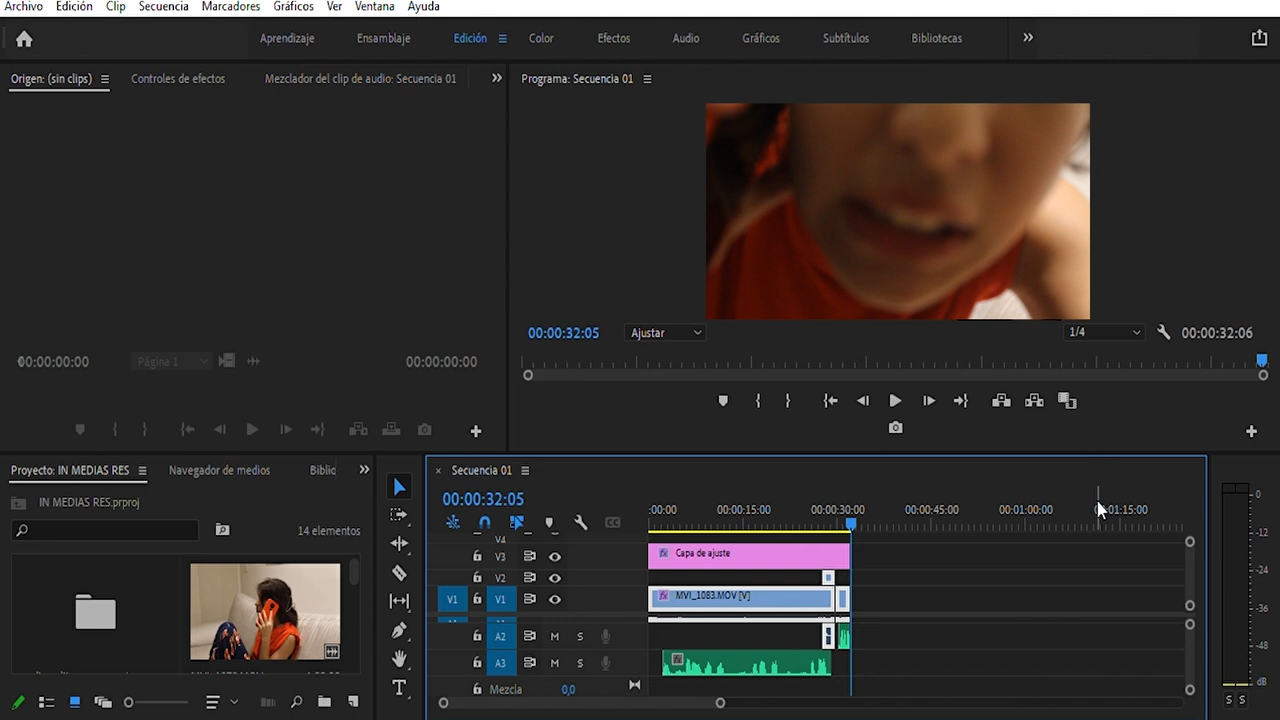 Archivo Edición Clip Secuencia Marcadores Gráficos Ver Ventana Ayuda
Aprendizaje Ensamblaje Edición Color Efectos Audio Gráficos Subtítulos Bibliotecas
Origen: (sin clips) Controles de efectos Mezclador del clip de audio: Secuencia 01
Programa: Secuencia 01
00:00:32:05 Ajustar 1/4 00:00:32:06
00:00:00:00 Página 1 00:00:00:00
Proyecto: IN MEDIAS RES Navegador de medios Biblio
IN MEDIAS RES.prproj
14 elementos
× Secuencia 01
00:00:32:05
:00:00 00:00:15:00 00:00:30:00 00:00:45:00 00:01:00:00 00:01:15:00
V4
V3 Capa de ajuste
V2
V1 V1 MVI_1083.MOV [V]
A2 M S
A3 M S
Mezcla 0,0
0
-12
-24
-36
-48
dB
S S